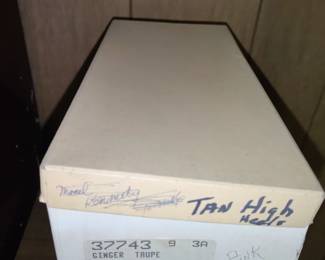 TAN High
Heels
37743 9 3A
GINGER TAUPE
Pink